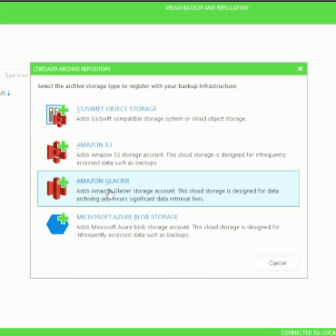 VEEAM BACKUP AND REPLICATION
Type in an
ADD ARCHIVE REPOSITORY
Select the archive storage type to register with your backup infrastructure:
S3/SWIFT OBJECT STORAGE
Adds S3/Swift compatible storage system or cloud object storage.
AMAZON S3
Adds Amazon S3 storage account. This cloud storage is designed for infrequently
accessed data such as backups.
AMAZON GLACIER
Adds Amazon Glacier storage account. This cloud storage is designed for data
archiving and incurs significant data retrieval fees.
MICROSOFT AZURE BLOB STORAGE
Adds Microsoft Azure blob storage account. This cloud storage is designed for
infrequently accessed data such as backups.
Cancel
CONNECTED TO: LOCA